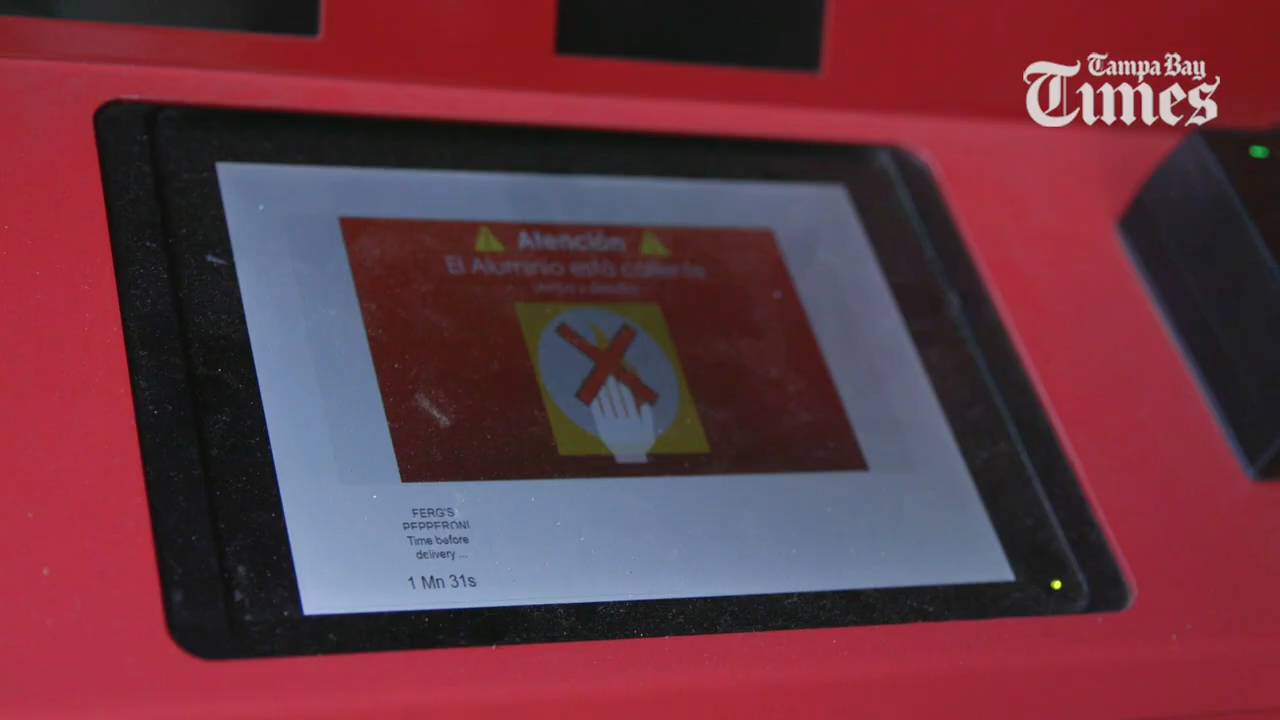 Tampa Bay
Times
Atención
El Aluminio está caliente
FERG'S
PEPPERONI
Time before
delivery ...
1 Mn 31s